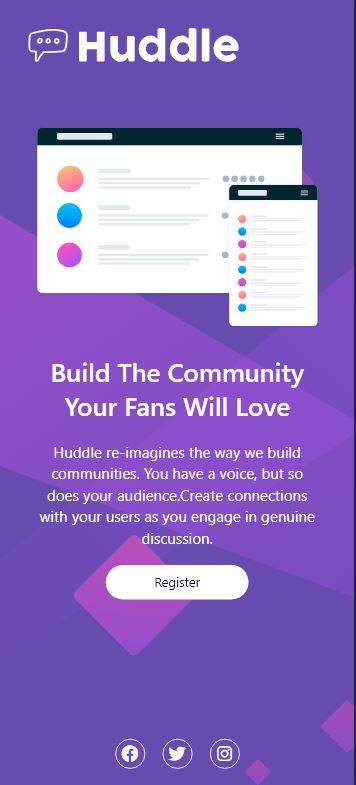 Huddle
Build The Community
Your Fans Will Love
Huddle re-imagines the way we build
communities. You have a voice, but so
does your audience.Create connections
with your users as you engage in genuine
discussion.
Register